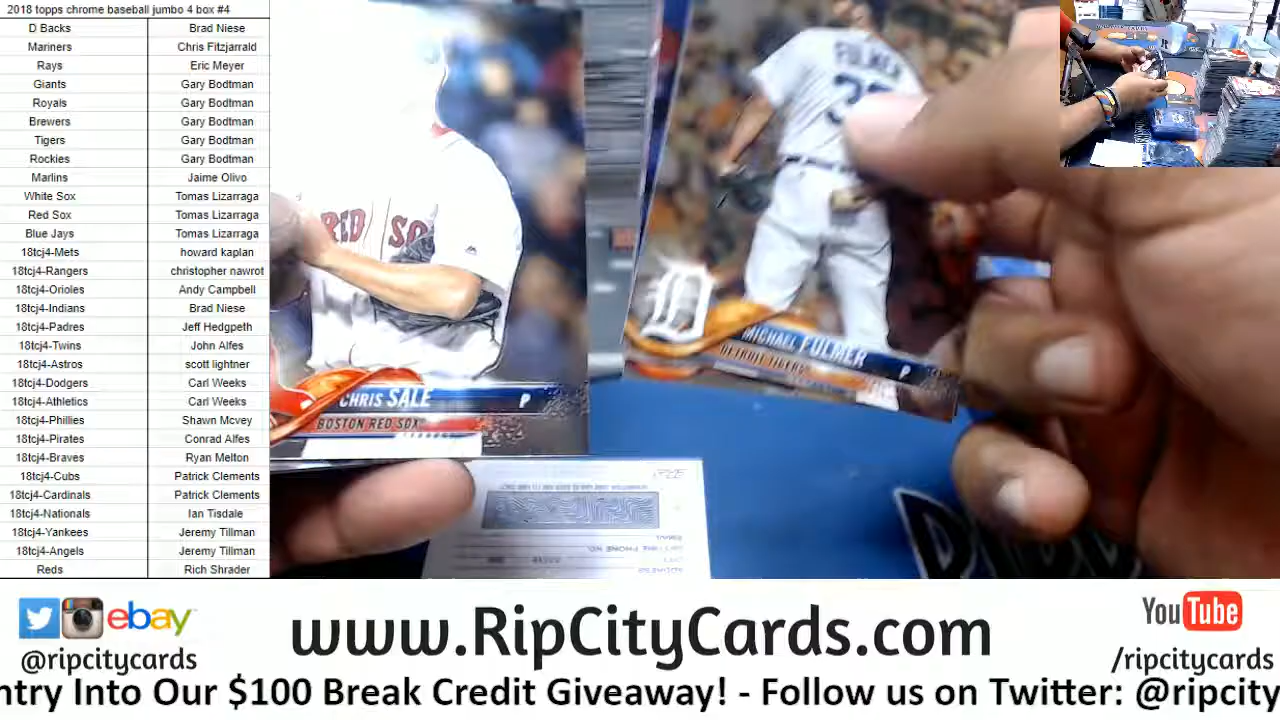 2018 topps chrome baseball jumbo 4 box #4
D Backs Brad Niese
Mariners Chris Fitzjarrald
Rays Eric Meyer
Giants Gary Bodtman
Royals Gary Bodtman
Brewers Gary Bodtman
Tigers Gary Bodtman
Rockies Gary Bodtman
Marlins Jaime Olivo
White Sox Tomas Lizarraga
Red Sox Tomas Lizarraga
Blue Jays Tomas Lizarraga
18tcj4-Mets howard kaplan
18tcj4-Rangers christopher nawrot
18tcj4-Orioles Andy Campbell
18tcj4-Indians Brad Niese
18tcj4-Padres Jeff Hedgpeth
18tcj4-Twins John Alfes
18tcj4-Astros scott lightner
18tcj4-Dodgers Carl Weeks
18tcj4-Athletics Carl Weeks
18tcj4-Phillies Shawn Mcvey
18tcj4-Pirates Conrad Alfes
18tcj4-Braves Ryan Melton
18tcj4-Cubs Patrick Clements
18tcj4-Cardinals Patrick Clements
18tcj4-Nationals Ian Tisdale
18tcj4-Yankees Jeremy Tillman
18tcj4-Angels Jeremy Tillman
Reds Rich Shrader
RED SO
CHRIS SALE P
BOSTON RED SOX
FULMER
3
D
MICHAEL FULMER P
DETROIT TIGERS
ebay
@ripcitycards
www.RipCityCards.com
YouTube
/ripcitycards
ntry Into Our $100 Break Credit Giveaway! - Follow us on Twitter: @ripcity